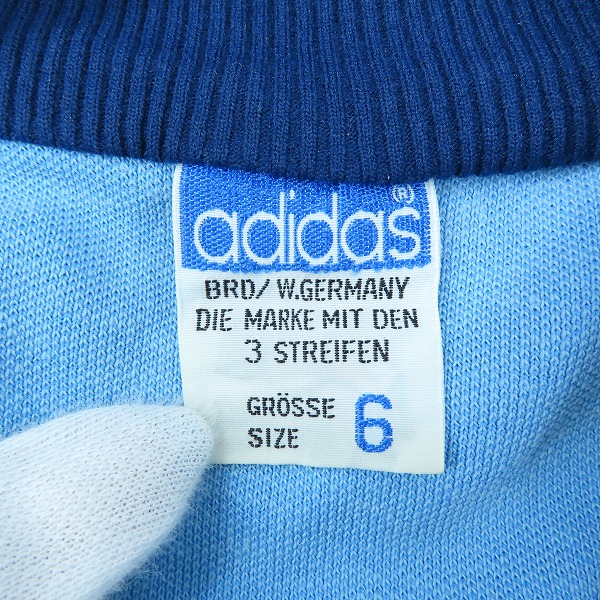 adidas®
BRD/W.GERMANY
DIE MARKE MIT DEN
3 STREIFEN
GRÖSSE
SIZE 6